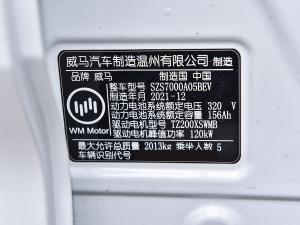 威马汽车制造温州有限公司 制造
品牌 威马 制造国 中国
整车型号 SZS7000A05BEV
制造年月 2021-12
动力电池系统额定电压 320 V
动力电池系统额定容量 156Ah
驱动电机型号 TZ200XSWMB
驱动电机峰值功率 120kW
WM Motor
最大允许总质量 2013kg 乘坐人数 5
车辆识别代号